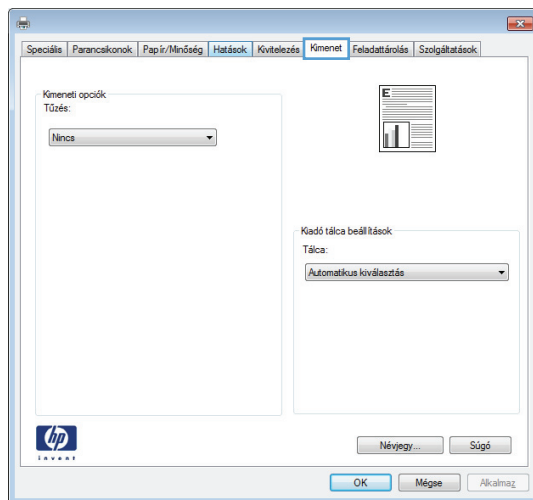 Speciális Parancsikonok Papír/Minőség Hatások Kivitelezés Kimenet Feladattárolás Szolgáltatások
Kimeneti opciók
Tűzés:
Nincs
E
Kiadó tálca beállítások
Tálca:
Automatikus kiválasztás
hp
invent
Névjegy... Súgó
OK Mégse Alkalmaz